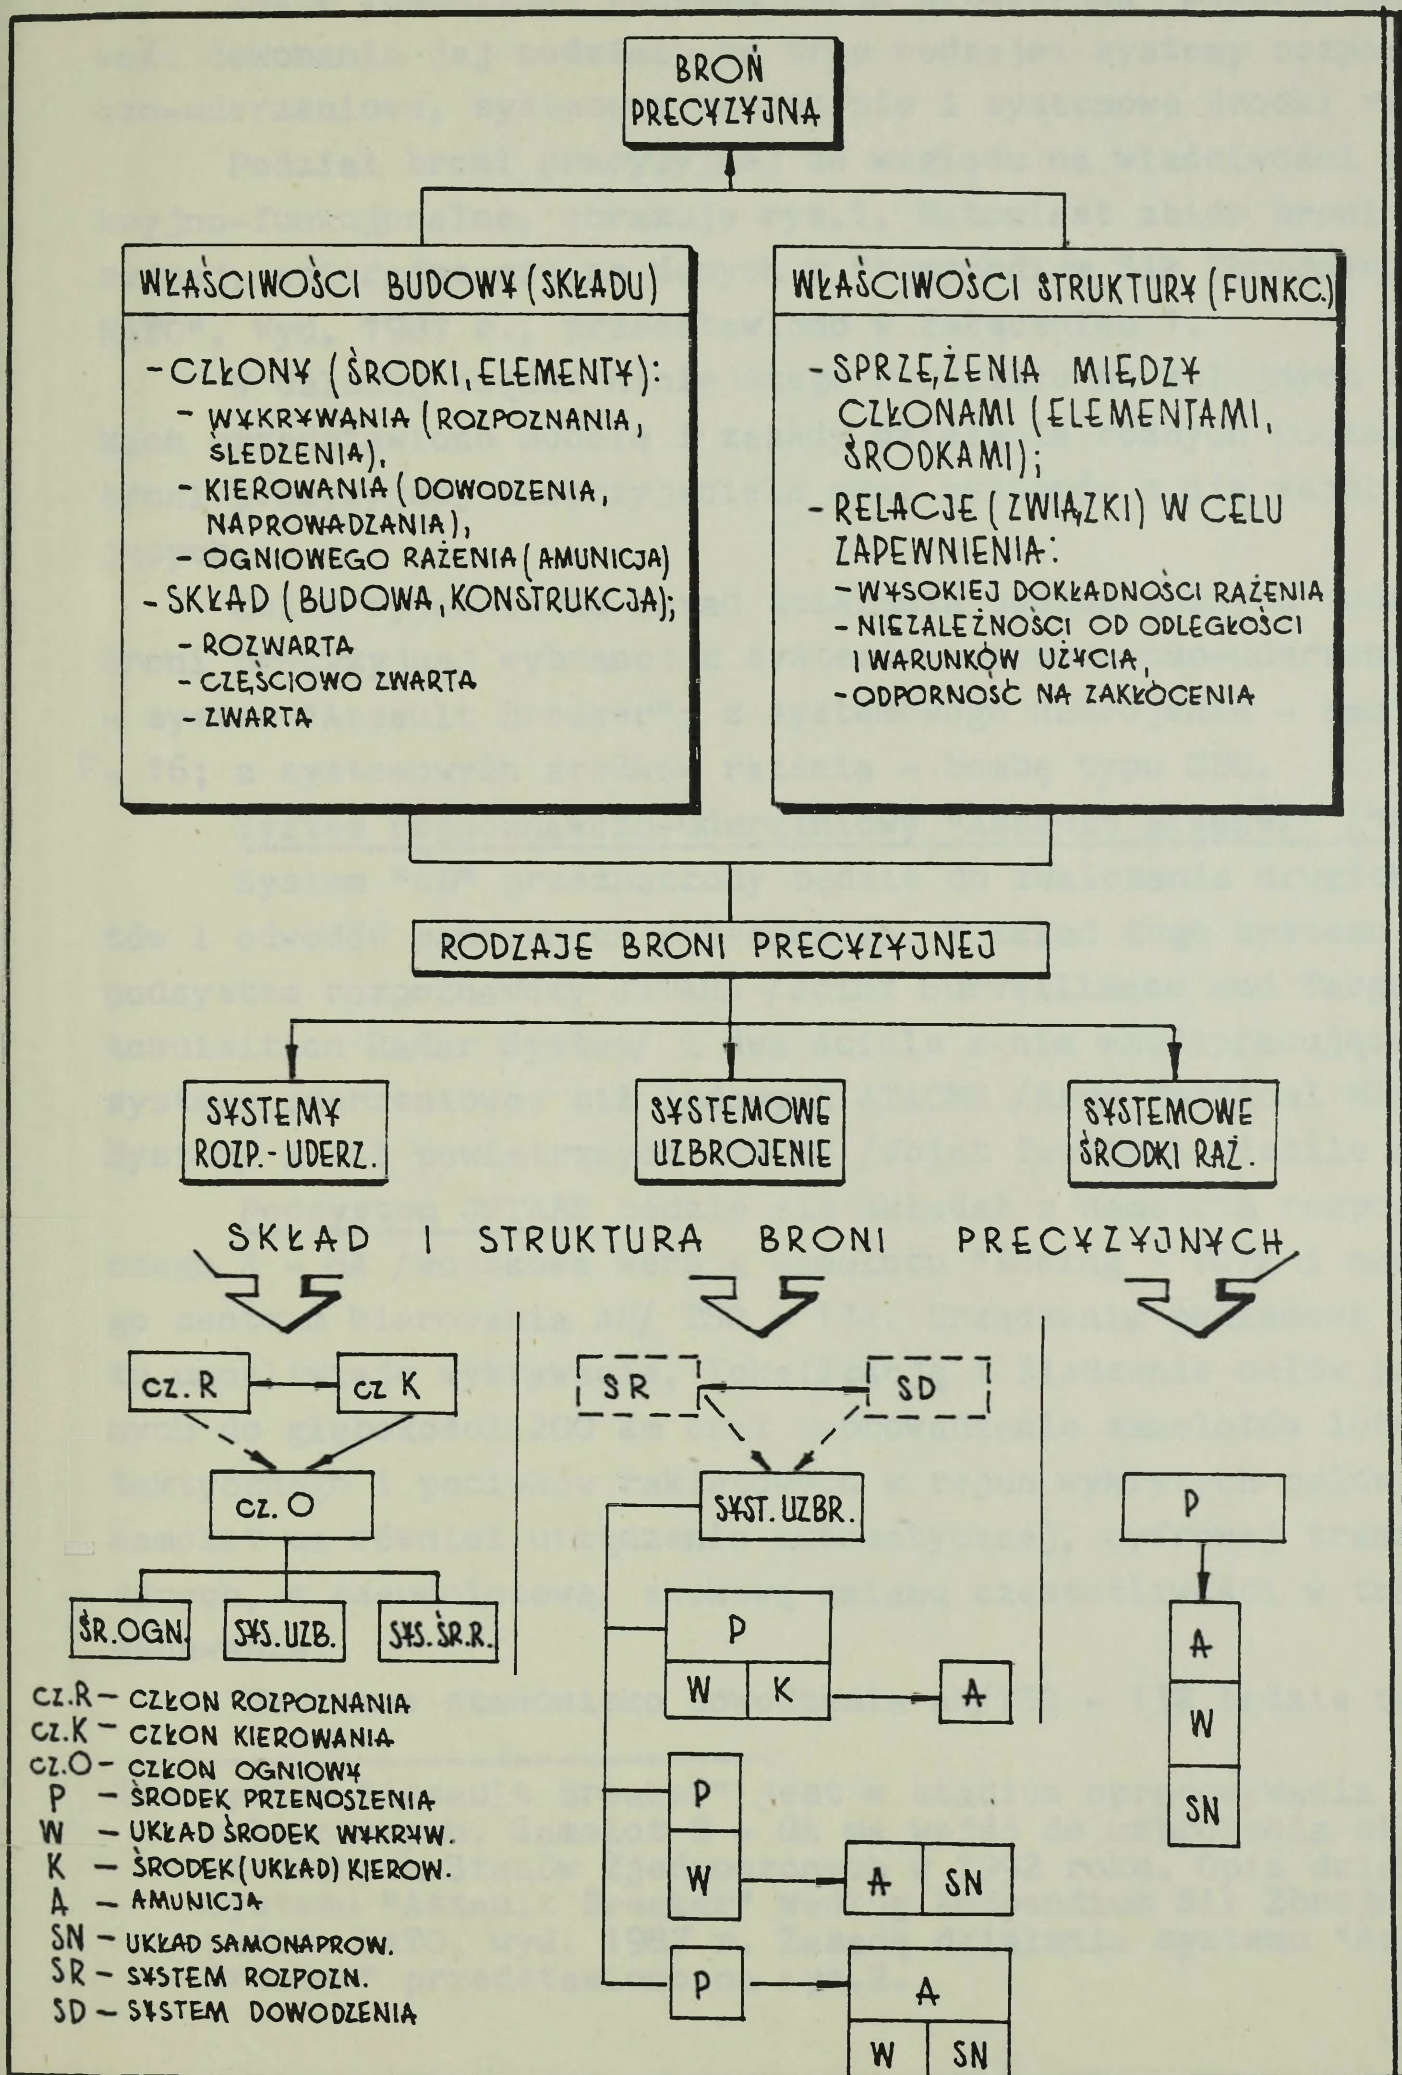 BROŃ
PRECYZYJNA
WŁAŚCIWOŚCI BUDOWY (SKŁADU)
- CZŁONY (ŚRODKI, ELEMENTY):
- WYKRYWANIA (ROZPOZNANIA,
ŚLEDZENIA),
- KIEROWANIA (DOWODZENIA,
NAPROWADZANIA),
- OGNIOWEGO RAŻENIA (AMUNICJA)
- SKŁAD (BUDOWA, KONSTRUKCJA);
- ROZWARTA
- CZĘŚCIOWO ZWARTA
- ZWARTA
WŁAŚCIWOŚCI STRUKTURY (FUNKC.)
- SPRZĘŻENIA MIĘDZY
CZŁONAMI (ELEMENTAMI,
ŚRODKAMI);
- RELACJE (ZWIĄZKI) W CELU
ZAPEWNIENIA:
- WYSOKIEJ DOKŁADNOŚCI RAŻENIA
- NIEZALEŻNOŚCI OD ODLEGŁOŚCI
I WARUNKÓW UŻYCIA,
- ODPORNOŚĆ NA ZAKŁÓCENIA
RODZAJE BRONI PRECYZYJNEJ
SYSTEMY
ROZP.- UDERZ.
SYSTEMOWE
UZBROJENIE
SYSTEMOWE
ŚRODKI RAŻ.
SKŁAD I STRUKTURA BRONI PRECYZYJNYCH
CZ. R
CZ K
CZ. O
ŚR. OGN.
SYS. UZB.
SYS. ŚR. R.
SR
SD
SYST. UZBR.
P
W
K
A
P
W
A
SN
P
A
W
SN
P
A
W
SN
CZ.R – CZŁON ROZPOZNANIA
CZ.K – CZŁON KIEROWANIA
CZ.O – CZŁON OGNIOWY
P – ŚRODEK PRZENOSZENIA
W – UKŁAD ŚRODEK WYKRYW.
K – ŚRODEK (UKŁAD) KIEROW.
A – AMUNICJA
SN – UKŁAD SAMONAPROW.
SR – SYSTEM ROZPOZN.
SD – SYSTEM DOWODZENIA